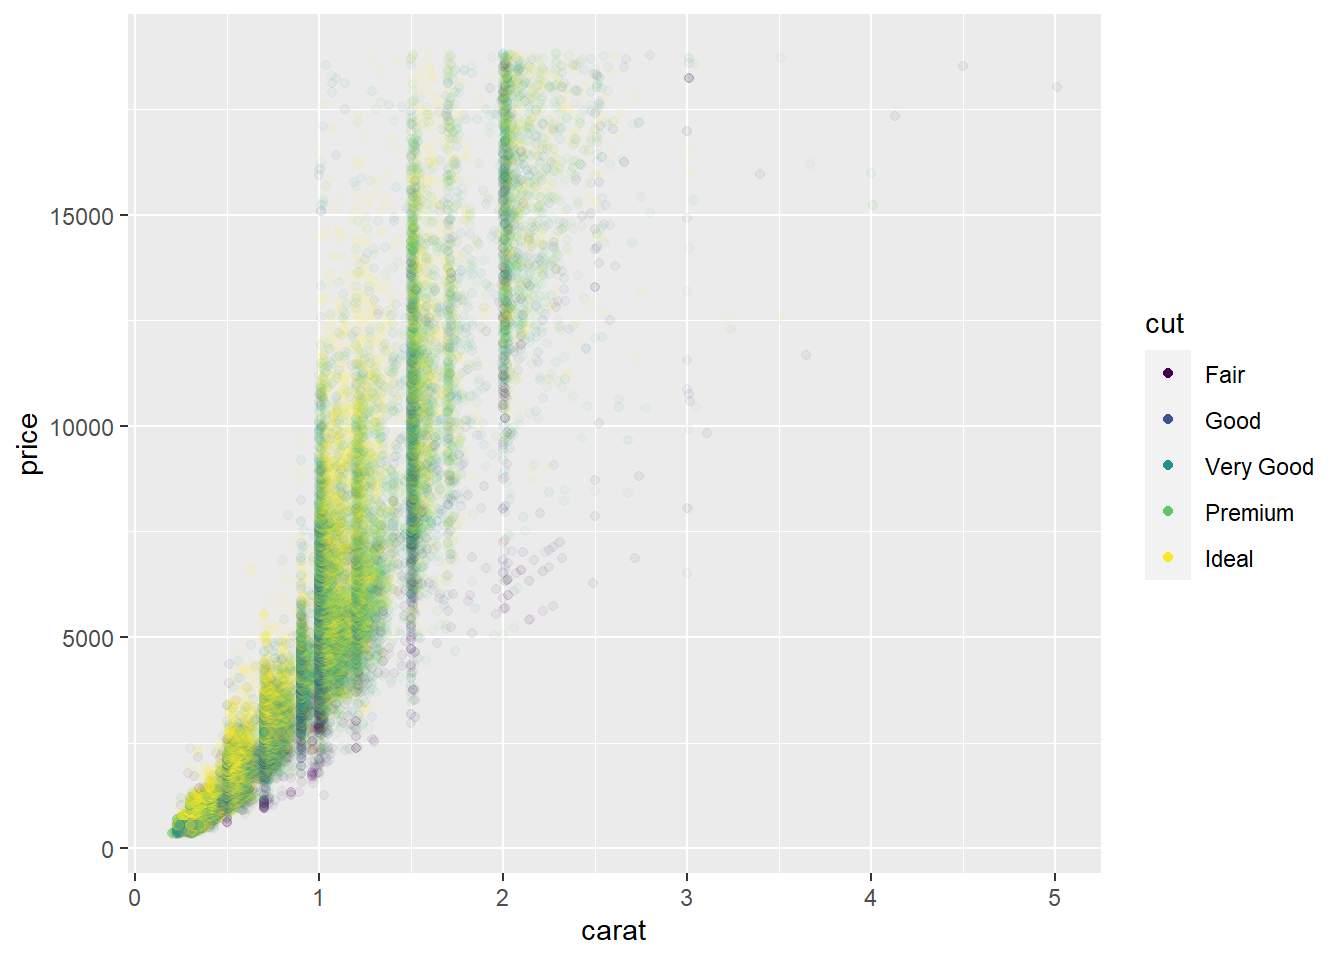 15000
10000
5000
0
price
0 1 2 3 4 5
carat
cut
Fair
Good
Very Good
Premium
Ideal